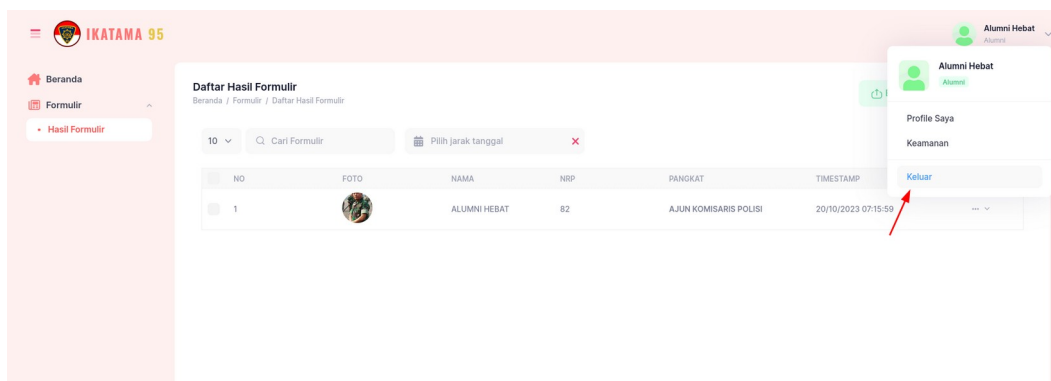 IKATAMA 95
Alumni Hebat
Alumni
Alumni Hebat
Alumni
Profile Saya
Keamanan
Keluar
Beranda
Formulir
Hasil Formulir
Daftar Hasil Formulir
Beranda / Formulir / Daftar Hasil Formulir
10 Cari Formulir Pilih jarak tanggal
NO FOTO NAMA NRP PANGKAT TIMESTAMP
1 ALUMNI HEBAT 82 AJUN KOMISARIS POLISI 20/10/2023 07:15:59 ...